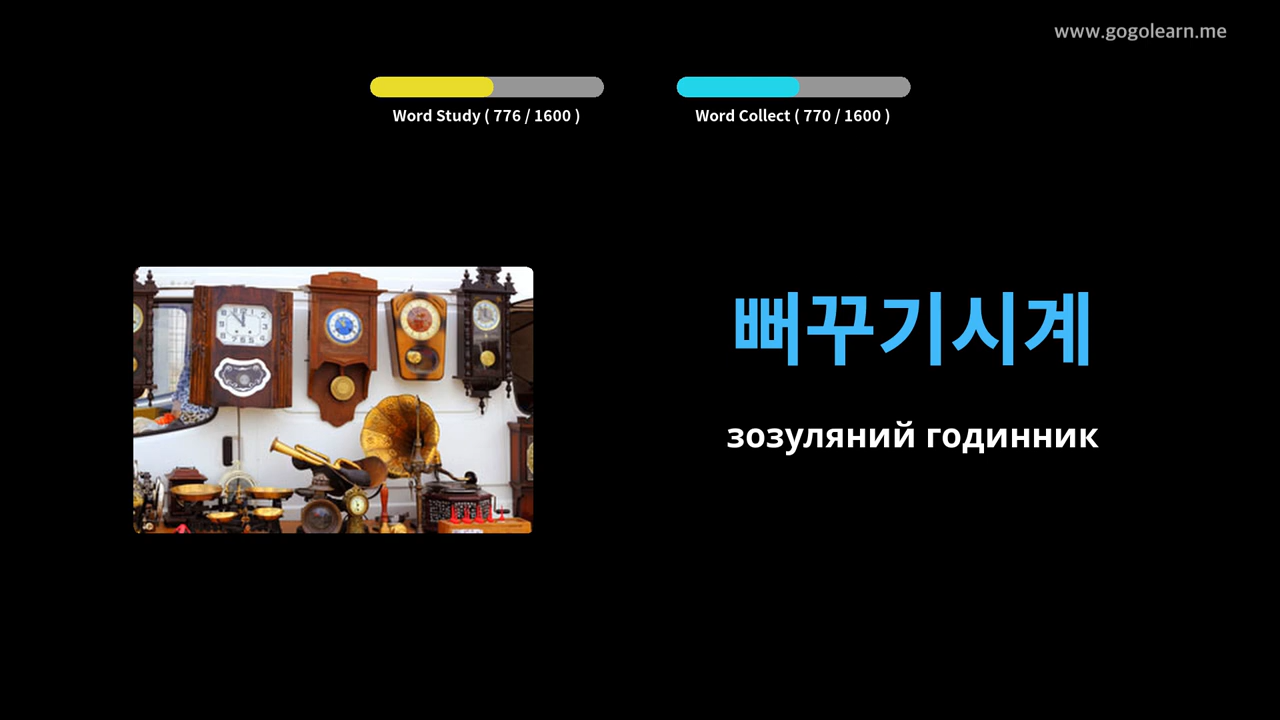 www.gogolearn.me
Word Study ( 776 / 1600 )
Word Collect ( 770 / 1600 )
뻐꾸기시계
зозуляний годинник